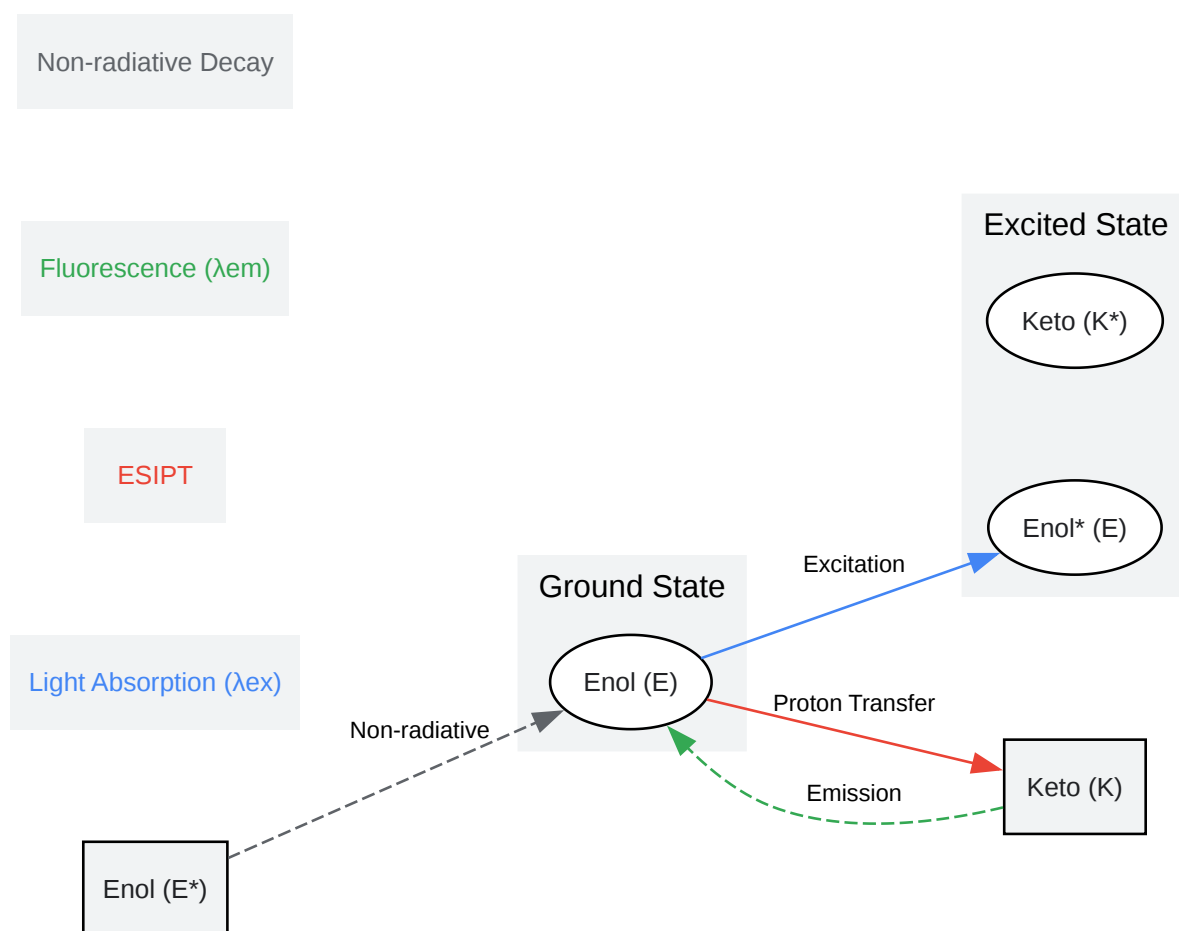 Non-radiative Decay
Fluorescence (λem)
ESIPT
Light Absorption (λex)
Enol (E*)
Non-radiative
Ground State
Enol (E)
Excitation
Proton Transfer
Emission
Excited State
Keto (K*)
Enol* (E)
Keto (K)